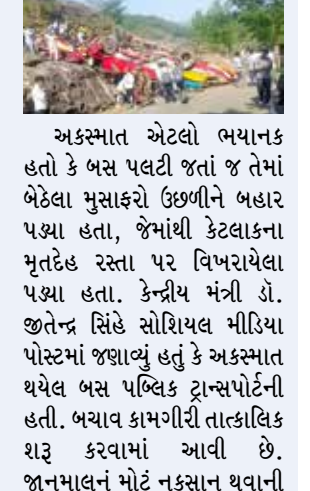 અકસ્માત એટલો ભયાનક
હતો કે બસ પલટી જતાં જ તેમાં
બેઠેલા મુસાફરો ઉછળીને બહાર
પડ્યા હતા, જેમાંથી કેટલાકના
મૃતદેહ રસ્તા પર વિખરાયેલા
પડ્યા હતા. કેન્દ્રીય મંત્રી ડૉ.
જીતેન્દ્ર સિંહે સોશિયલ મીડિયા
પોસ્ટમાં જણાવ્યું હતું કે અકસ્માત
થયેલ બસ પબ્લિક ટ્રાન્સપોર્ટની
હતી. બચાવ કામગીરી તાત્કાલિક
શરૂ કરવામાં આવી છે.
જાનમાલનું મોટું નુકસાન થવાની